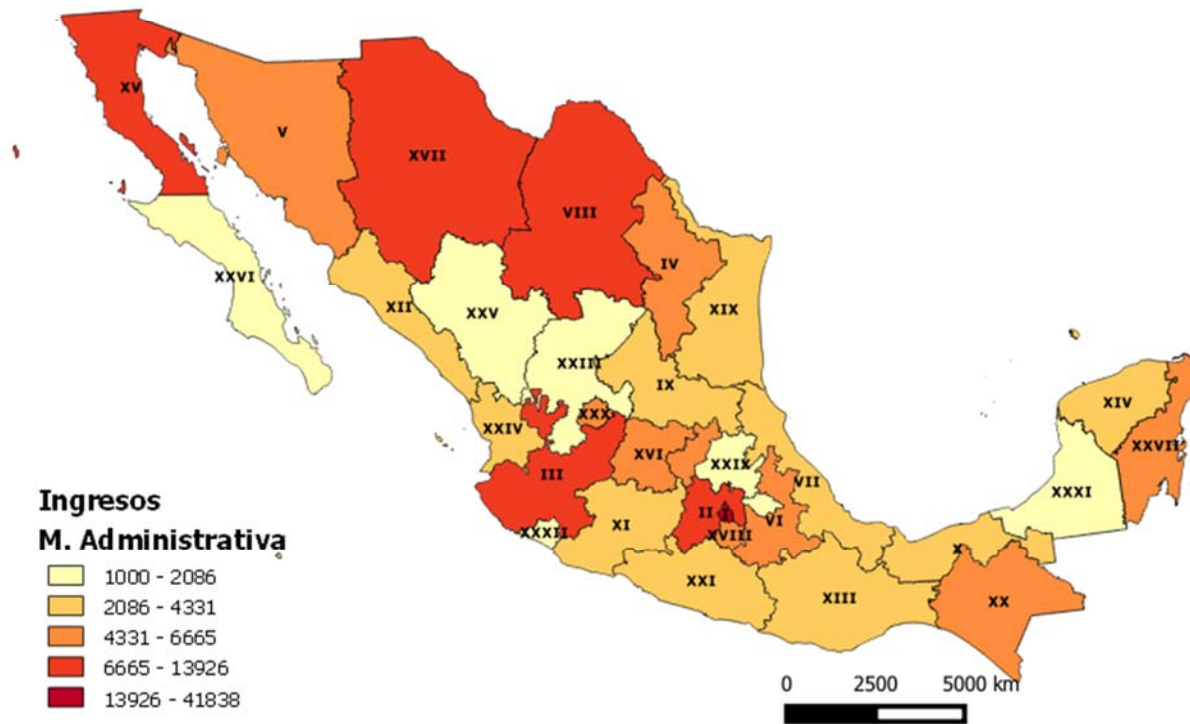 XV
V
XVII
VIII
IV
XXVI
XII
XXV
XIX
XXIII
IX
XXX
XXIV
XIV
XVI
XXVII
XXIX
III
VII
XXXI
Ingresos
II
I
XXXII
XI
VI
M. Administrativa
XVIII
X
1000 - 2086
XXI
XIII
XX
2086 - 4331
4331 - 6665
6665 - 13926
0 2500 5000 km
13926 - 41838